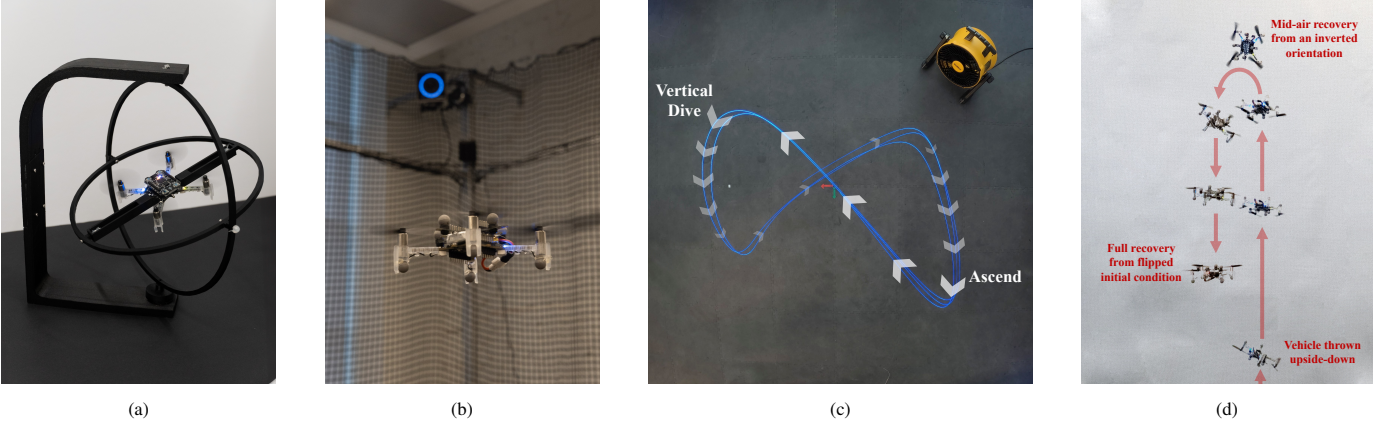 Vertical
Dive
Ascend
Mid-air recovery
from an inverted
orientation
Full recovery
from flipped
initial condition
Vehicle thrown
upside-down
(a)
(b)
(c)
(d)